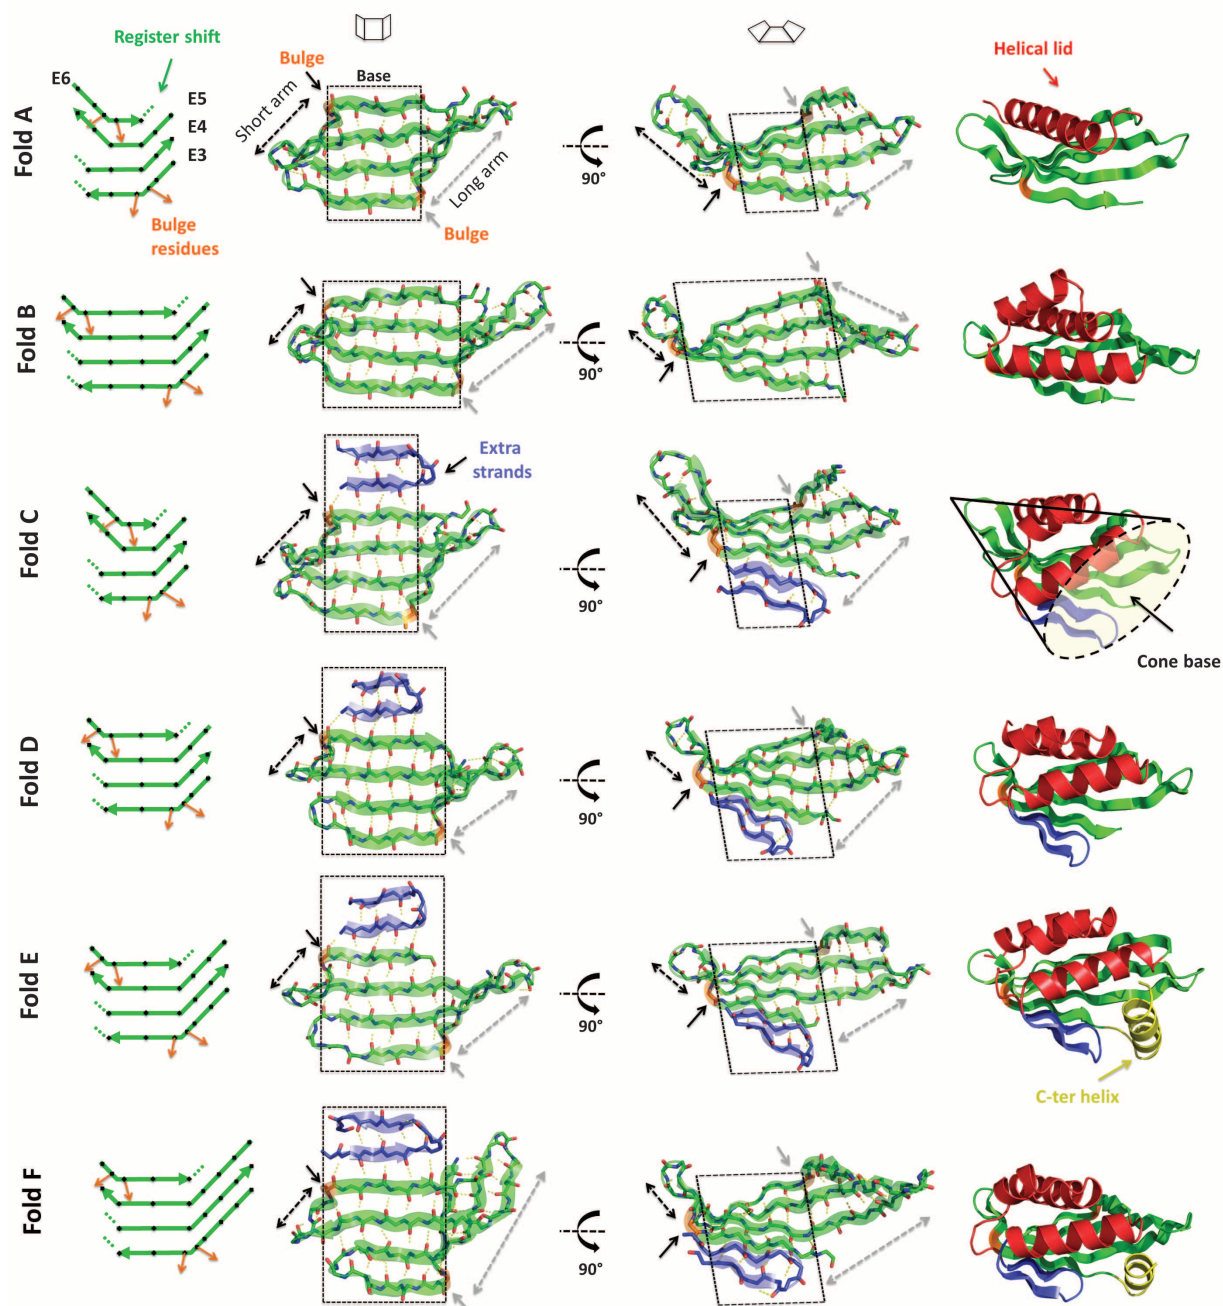 Register shift
E6
E5
E4
E3
Bulge
residues
Fold A
Bulge
Base
Short arm
Long arm
Bulge
90°
Helical lid
Fold B
90°
Fold C
Extra
strands
90°
Cone base
Fold D
90°
Fold E
90°
C-ter helix
Fold F
90°